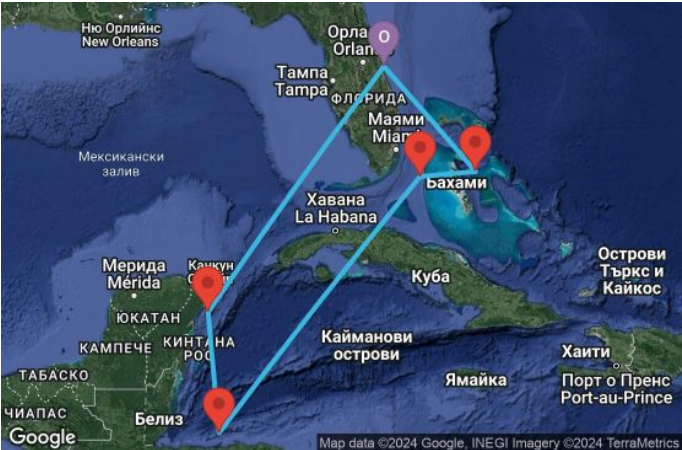 Ню Орлийнс
New Orleans
Орла
Orlan
O
Тампа
Tampa
ФЛОРИДА
Маями
Miami
Мексикански
залив
Бахами
Хавана
La Habana
Мерида
Mérida
Канкун
Куба
Острови
Търкс и
Кайкос
ЮКАТАН
КАМПЕЧЕ
КИНТАНА
РОО
Кайманови
острови
Хаити
ТАБАСКО
Ямайка
Порт о Пренс
Port-au-Prince
ЧИАПАС
Белиз
Google
Map data ©2024 Google, INEGI Imagery ©2024 TerraMetrics